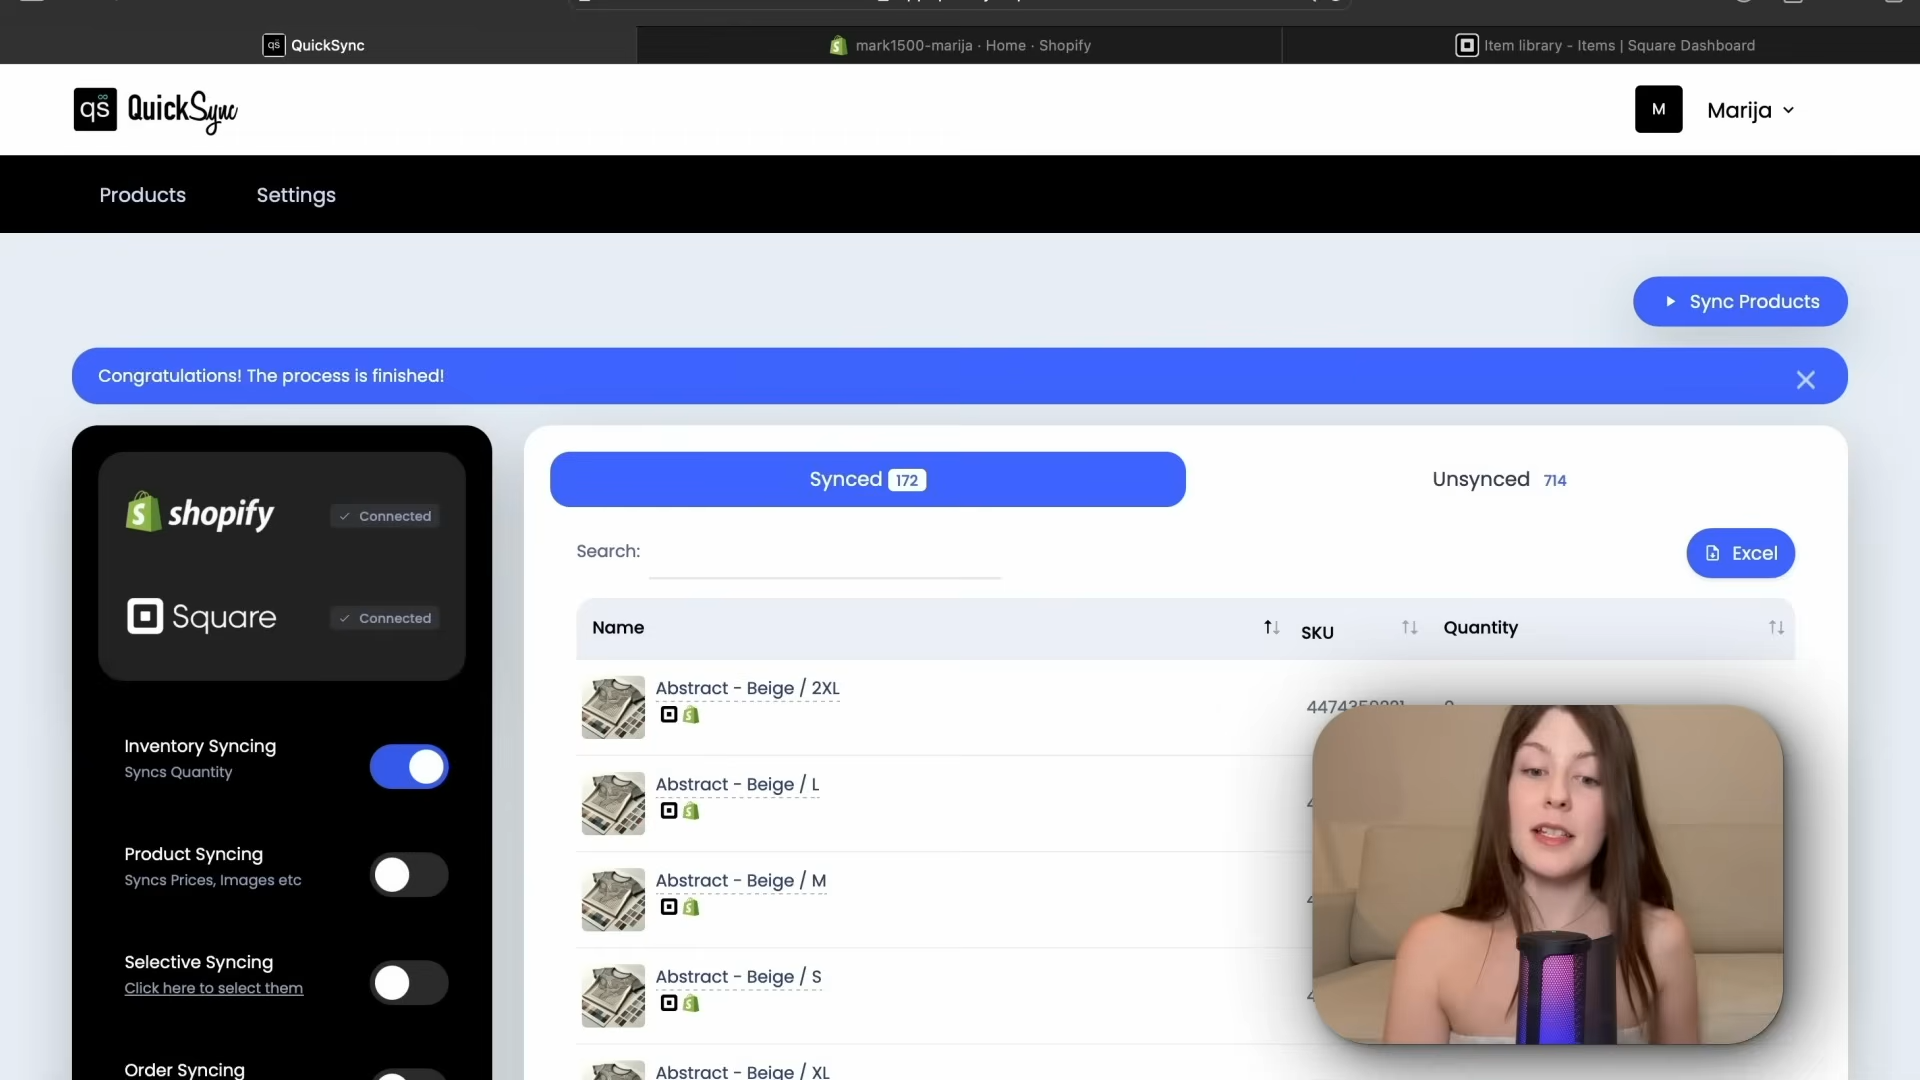 qs QuickSync
mark1500-marija · Home · Shopify
Item library - Items | Square Dashboard
qs QuickSync
M
Marija
Products
Settings
Sync Products
Congratulations! The process is finished!
shopify
Connected
Square
Connected
Inventory Syncing
Syncs Quantity
Product Syncing
Syncs Prices, Images etc
Selective Syncing
Click here to select them
Order Syncing
Synced 172
Unsynced 714
Search:
Excel
Name
SKU
Quantity
Abstract - Beige / 2XL
Abstract - Beige / L
Abstract - Beige / M
Abstract - Beige / S
Abstract - Beige / XL